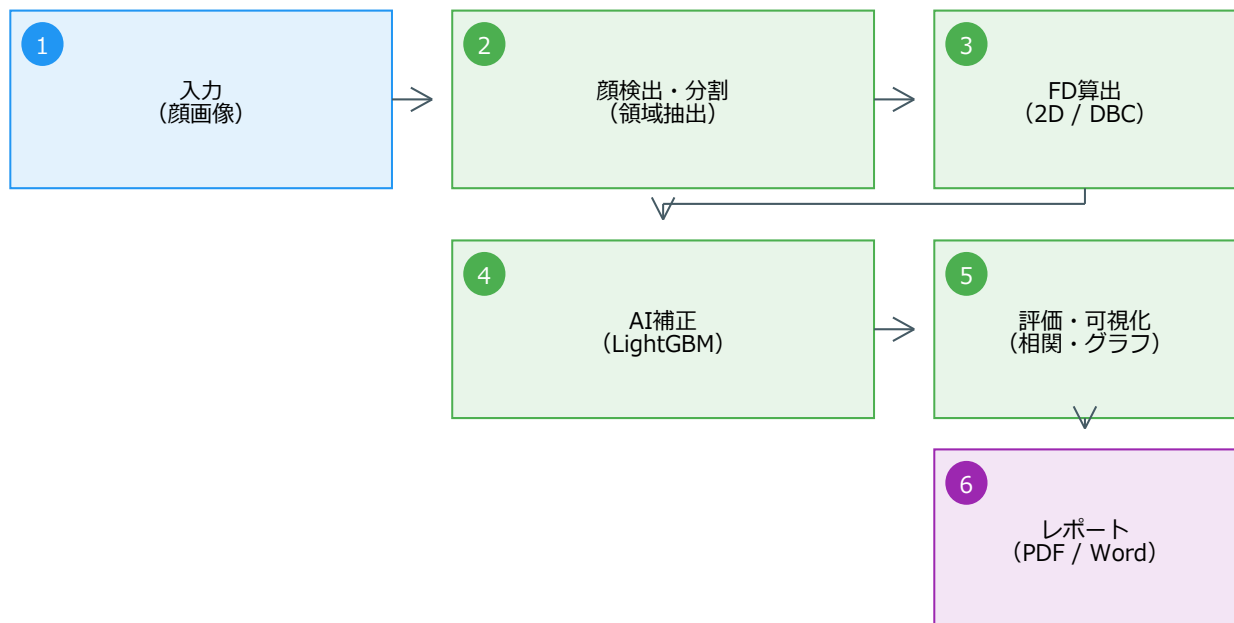 1
入力
（顔画像）
2
顔検出・分割
（領域抽出）
3
FD算出
（2D / DBC）
4
AI補正
（LightGBM）
5
評価・可視化
（相関・グラフ）
6
レポート
（PDF / Word）